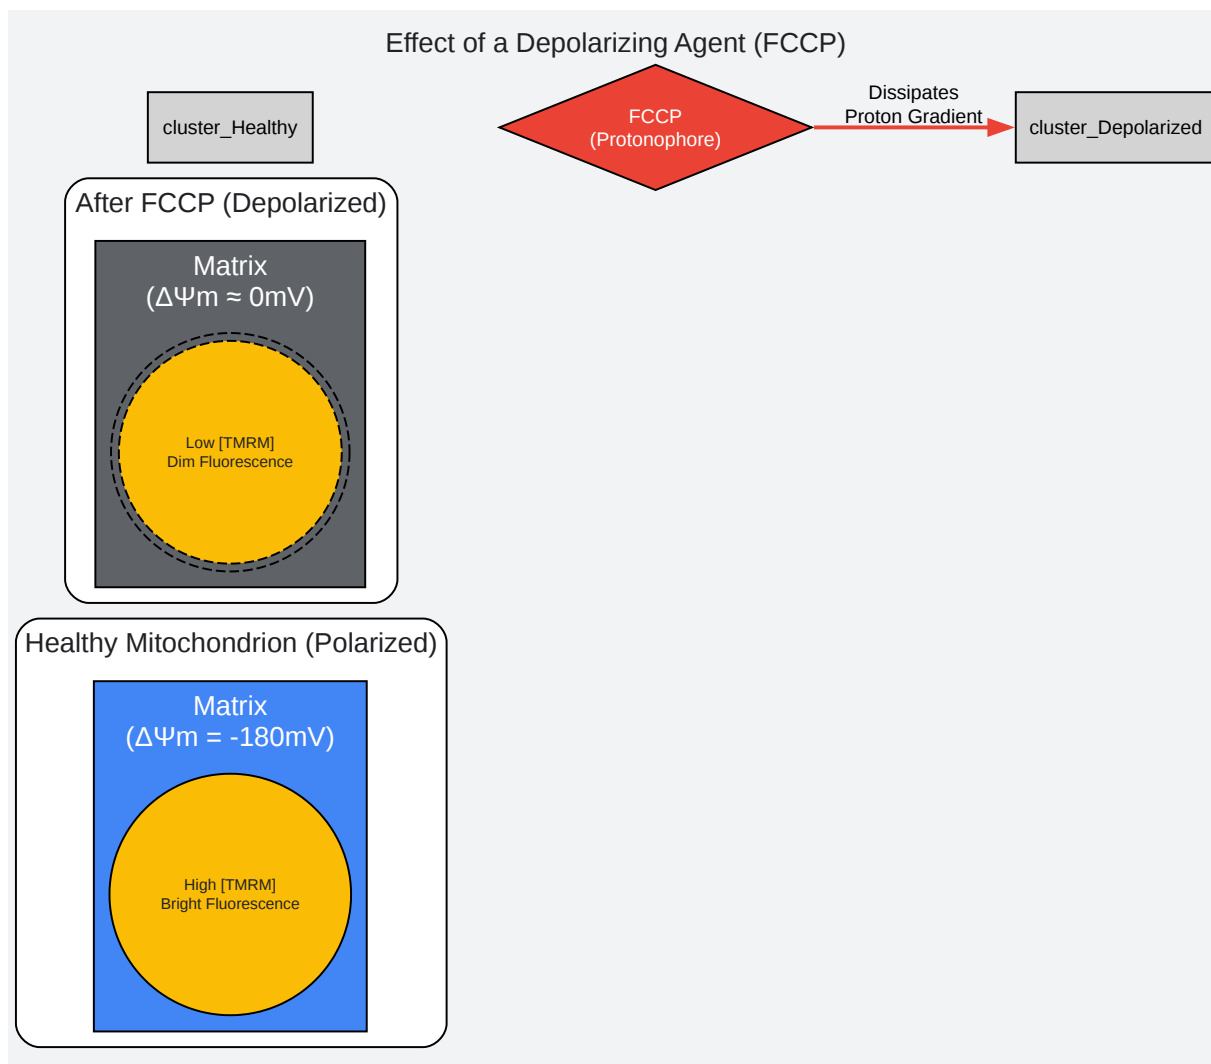 Effect of a Depolarizing Agent (FCCP)
cluster_Healthy
FCCP
(Protonophore)
Dissipates
Proton Gradient
cluster_Depolarized
After FCCP (Depolarized)
Matrix
(ΔΨm ≈ 0mV)
Low [TMRM]
Dim Fluorescence
Healthy Mitochondrion (Polarized)
Matrix
(ΔΨm = -180mV)
High [TMRM]
Bright Fluorescence